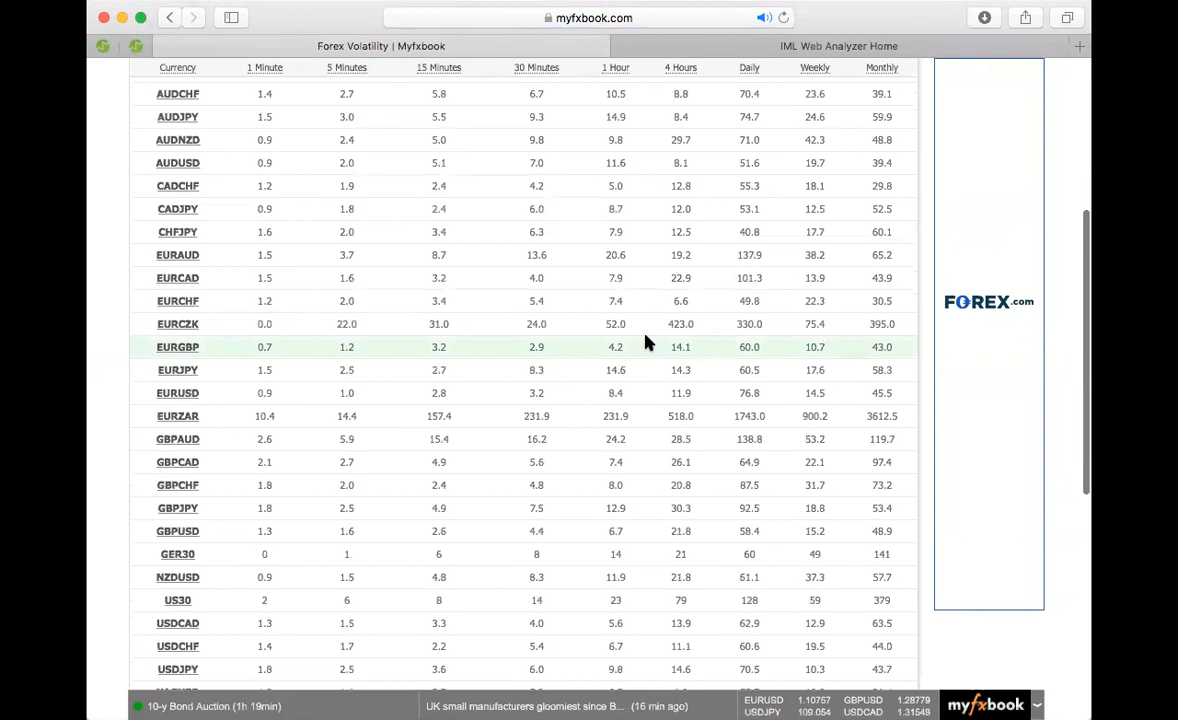 myfxbook.com
Forex Volatility | Myfxbook IML Web Analyzer Home
Currency 1 Minute 5 Minutes 15 Minutes 30 Minutes 1 Hour 4 Hours Daily Weekly Monthly
AUDCHF 1.4 2.7 5.8 6.7 10.5 8.8 70.4 23.6 39.1
AUDJPY 1.5 3.0 5.5 9.3 14.9 8.4 74.7 24.6 59.9
AUDNZD 0.9 2.4 5.0 9.8 9.8 29.7 71.0 42.3 48.8
AUDUSD 0.9 2.0 5.1 7.0 11.6 8.1 51.6 19.7 39.4
CADCHF 1.2 1.9 2.4 4.2 5.0 12.8 55.3 18.1 29.8
CADJPY 0.9 1.8 2.4 6.0 8.7 12.0 53.1 12.5 52.5
CHFJPY 1.6 2.0 3.4 6.3 7.9 12.5 40.8 17.7 60.1
EURAUD 1.5 3.7 8.7 13.6 20.6 19.2 137.9 38.2 65.2
EURCAD 1.5 1.6 3.2 4.0 7.9 22.9 101.3 13.9 43.9
EURCHF 1.2 2.0 3.4 5.4 7.4 6.6 49.8 22.3 30.5
FOREX.com
EURCZK 0.0 22.0 31.0 24.0 52.0 423.0 330.0 75.4 395.0
EURGBP 0.7 1.2 3.2 2.9 4.2 14.1 60.0 10.7 43.0
EURJPY 1.5 2.5 2.7 8.3 14.6 14.3 60.5 17.6 58.3
EURUSD 0.9 1.0 2.8 3.2 8.4 11.9 76.8 14.5 45.5
EURZAR 10.4 14.4 157.4 231.9 231.9 518.0 1743.0 900.2 3612.5
GBPAUD 2.6 5.9 15.4 16.2 24.2 28.5 138.8 53.2 119.7
GBPCAD 2.1 2.7 4.9 5.6 7.4 26.1 64.9 22.1 97.4
GBPCHF 1.8 2.0 2.4 4.8 8.0 20.8 87.5 31.7 73.2
GBPJPY 1.8 2.5 4.9 7.5 12.9 30.3 92.5 18.8 53.4
GBPUSD 1.3 1.6 2.6 4.4 6.7 21.8 58.4 15.2 48.9
GER30 0 1 6 8 14 21 60 49 141
NZDUSD 0.9 1.5 4.8 8.3 11.9 21.8 61.1 37.3 57.7
US30 2 6 8 14 23 79 128 59 379
USDCAD 1.3 1.5 3.3 4.0 5.6 13.9 62.9 12.9 63.5
USDCHF 1.4 1.7 2.2 5.4 6.7 11.1 60.6 19.5 44.0
USDJPY 1.8 2.5 3.6 6.0 9.8 14.6 70.5 10.3 43.7
10-y Bond Auction (1h 19min) UK small manufacturers gloomiest since B... (16 min ago)
EURUSD 1.10757 GBPUSD 1.28779
USDJPY 109.054 USDCAD 1.31548
myfxbook